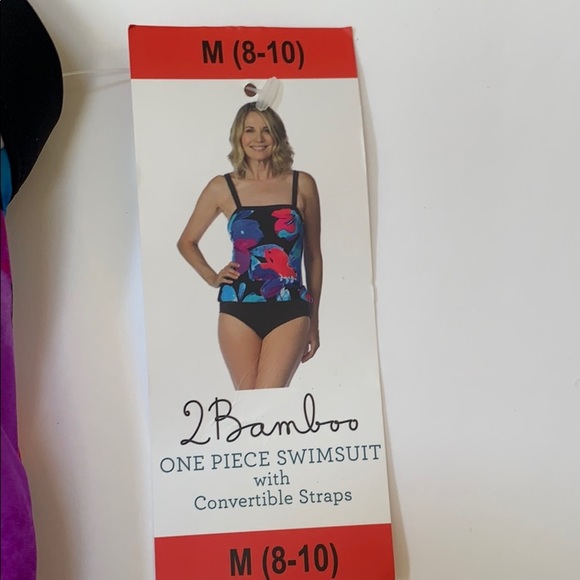 M (8-10)
2Bamboo
ONE PIECE SWIMSUIT
with
Convertible Straps
M (8-10)